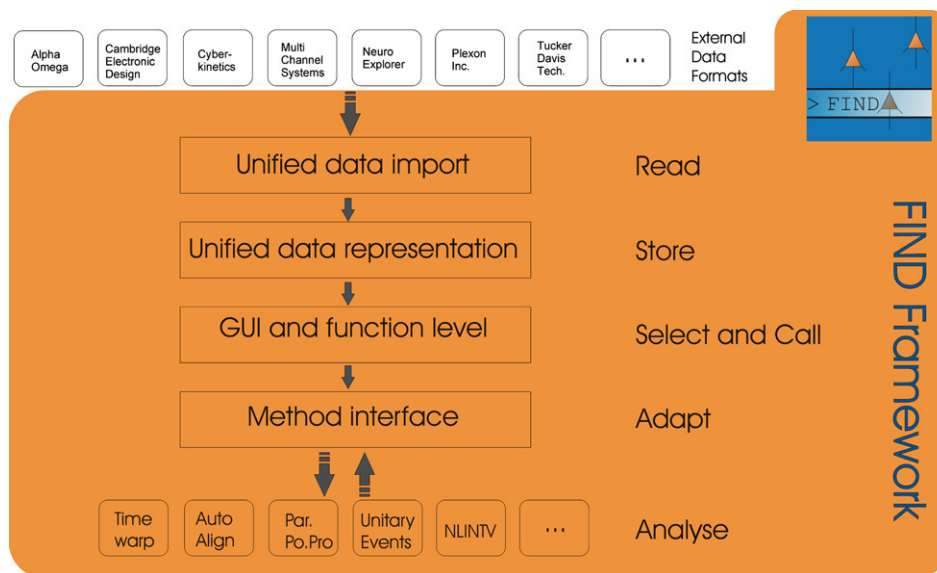 Alpha
Omega
Cambridge
Electronic
Design
Cyber-
kinetics
Multi
Channel
Systems
Neuro
Explorer
Plexon
Inc.
Tucker
Davis
Tech.
...
External
Data
Formats
> FIND
Unified data import
Read
Unified data representation
Store
GUI and function level
Select and Call
Method interface
Adapt
Time
warp
Auto
Align
Par.
Po.Pro
Unitary
Events
NLINTV
...
Analyse
FIND Framework